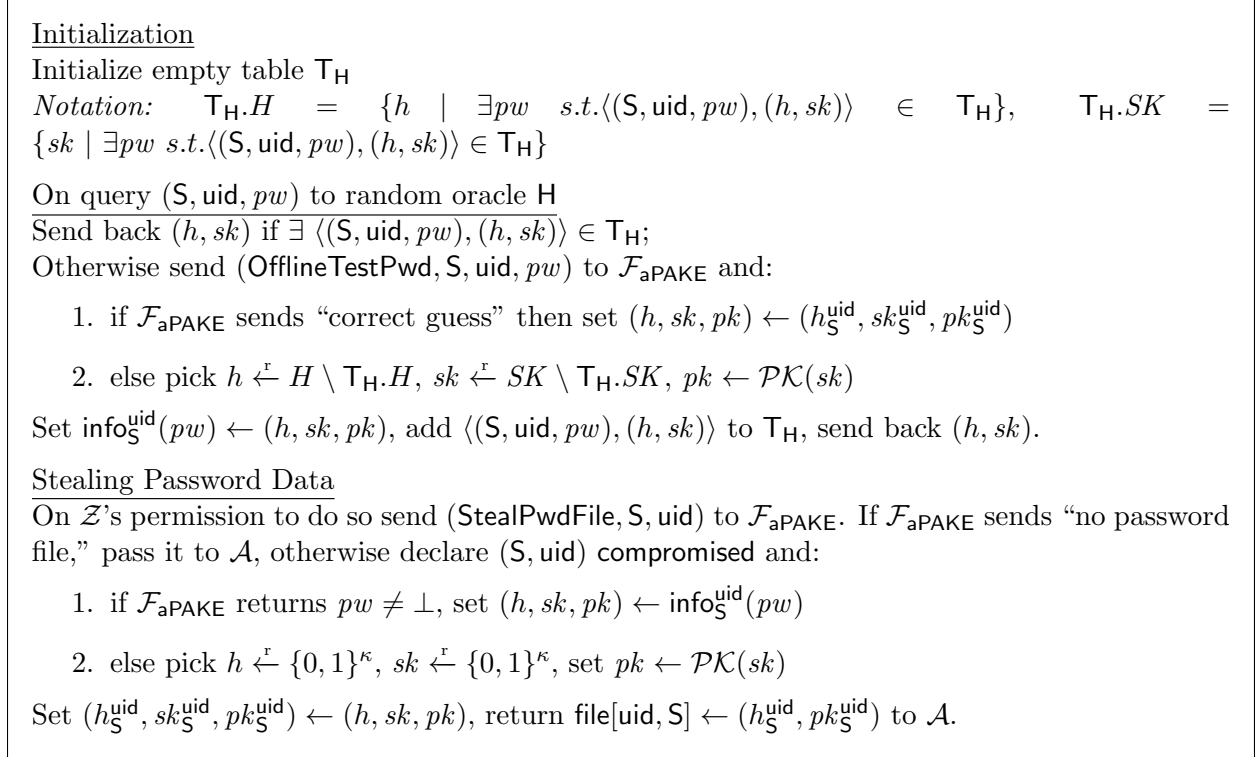 Initialization
Initialize empty table T_H
Notation: T_H.H = {h | ∃pw s.t.⟨(S, uid, pw), (h, sk)⟩ ∈ T_H}, T_H.SK =
{sk | ∃pw s.t.⟨(S, uid, pw), (h, sk)⟩ ∈ T_H}
On query (S, uid, pw) to random oracle H
Send back (h, sk) if ∃ ⟨(S, uid, pw), (h, sk)⟩ ∈ T_H;
Otherwise send (OfflineTestPwd, S, uid, pw) to F_aPAKE and:
1. if F_aPAKE sends “correct guess” then set (h, sk, pk) ← (h_S^uid, sk_S^uid, pk_S^uid)
2. else pick h ←^r H \ T_H.H, sk ←^r SK \ T_H.SK, pk ← PK(sk)
Set info_S^uid(pw) ← (h, sk, pk), add ⟨(S, uid, pw), (h, sk)⟩ to T_H, send back (h, sk).
Stealing Password Data
On Z’s permission to do so send (StealPwdFile, S, uid) to F_aPAKE. If F_aPAKE sends “no password
file,” pass it to A, otherwise declare (S, uid) compromised and:
1. if F_aPAKE returns pw ≠ ⊥, set (h, sk, pk) ← info_S^uid(pw)
2. else pick h ←^r {0, 1}^κ, sk ←^r {0, 1}^κ, set pk ← PK(sk)
Set (h_S^uid, sk_S^uid, pk_S^uid) ← (h, sk, pk), return file[uid, S] ← (h_S^uid, pk_S^uid) to A.